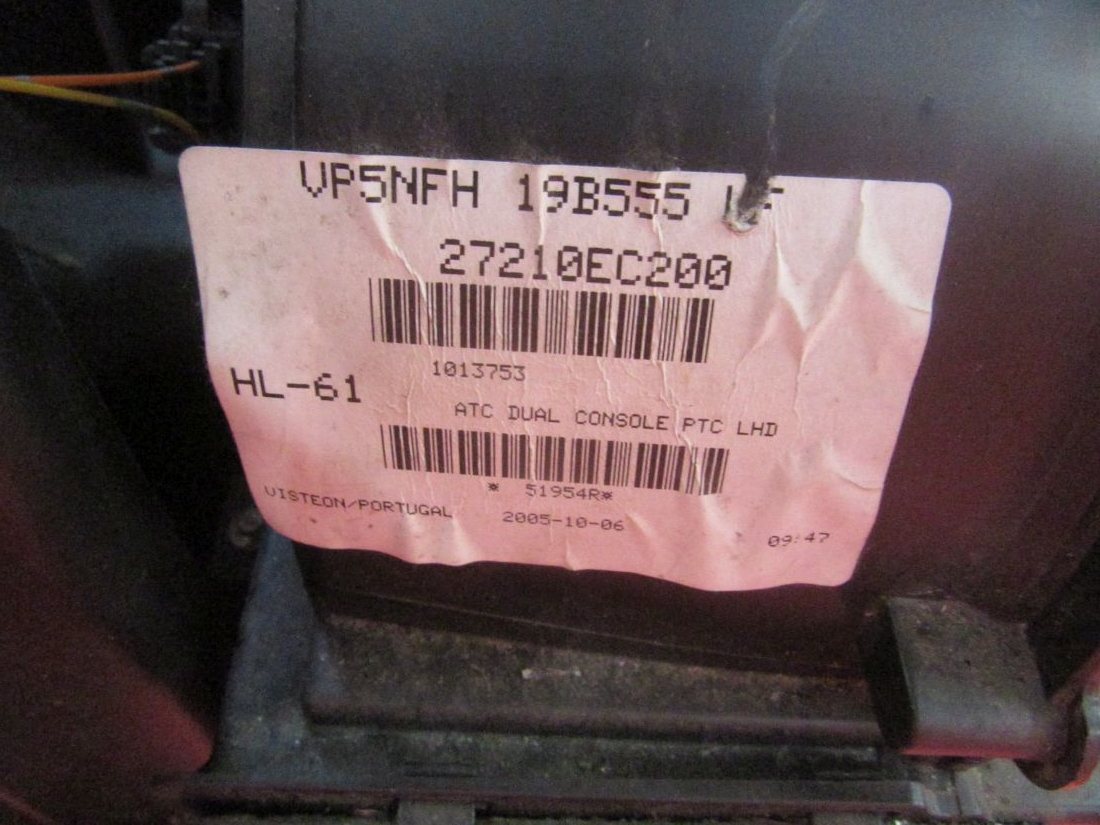 VP5NFH 19B555
27210EC200
1013753
HL-61
ATC DUAL CONSOLE PTC LHD
* 51954R*
VISTEON/PORTUGAL 2005-10-06 09:47